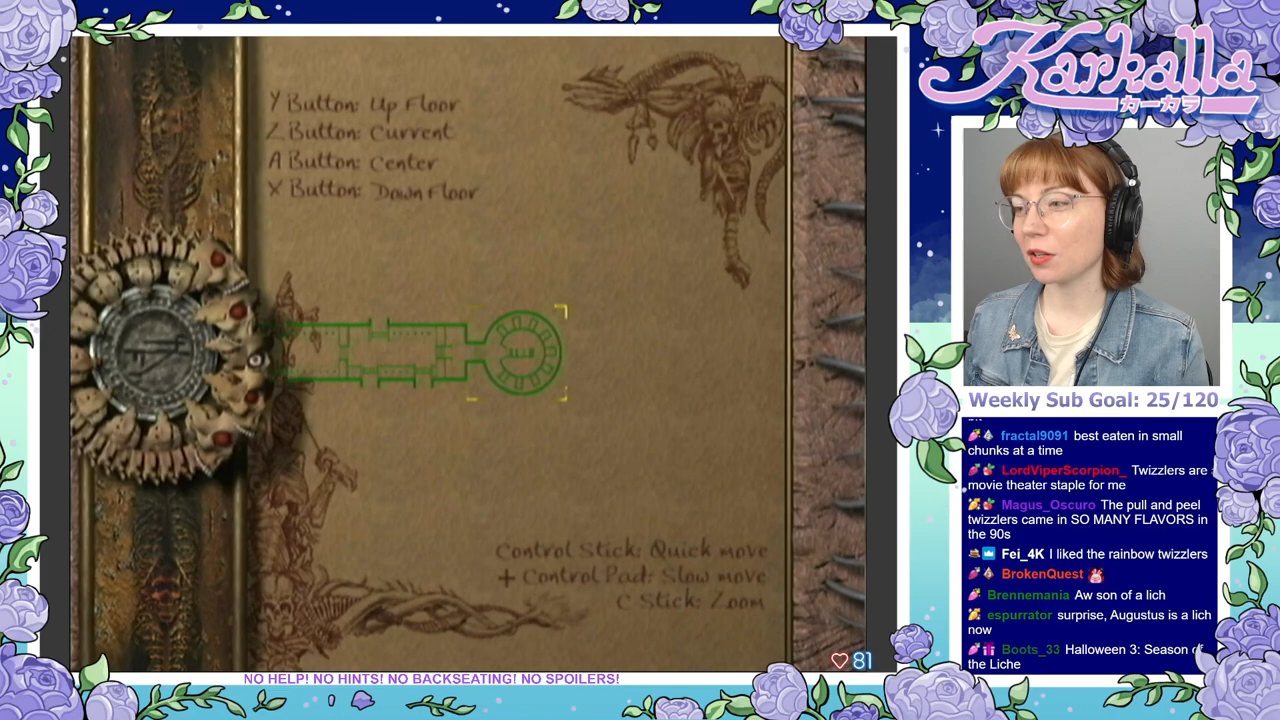 Karkalla
カーカラ
Y Button: Up Floor
Z Button: Current
A Button: Center
X Button: Down Floor
Control Stick: Quick move
+ Control Pad: Slow move
C Stick: Zoom
81
NO HELP! NO HINTS! NO BACKSEATING! NO SPOILERS!
Weekly Sub Goal: 25/120
fractal9091 best eaten in small
chunks at a time
LordViperScorpion_ Twizzlers are a
movie theater staple for me
Magus_Oscuro The pull and peel
twizzlers came in SO MANY FLAVORS in
the 90s
Fei_4K I liked the rainbow twizzlers
BrokenQuest
Brennemania Aw son of a lich
espurrator surprise, Augustus is a lich
now
Boots_33 Halloween 3: Season of
the Liche